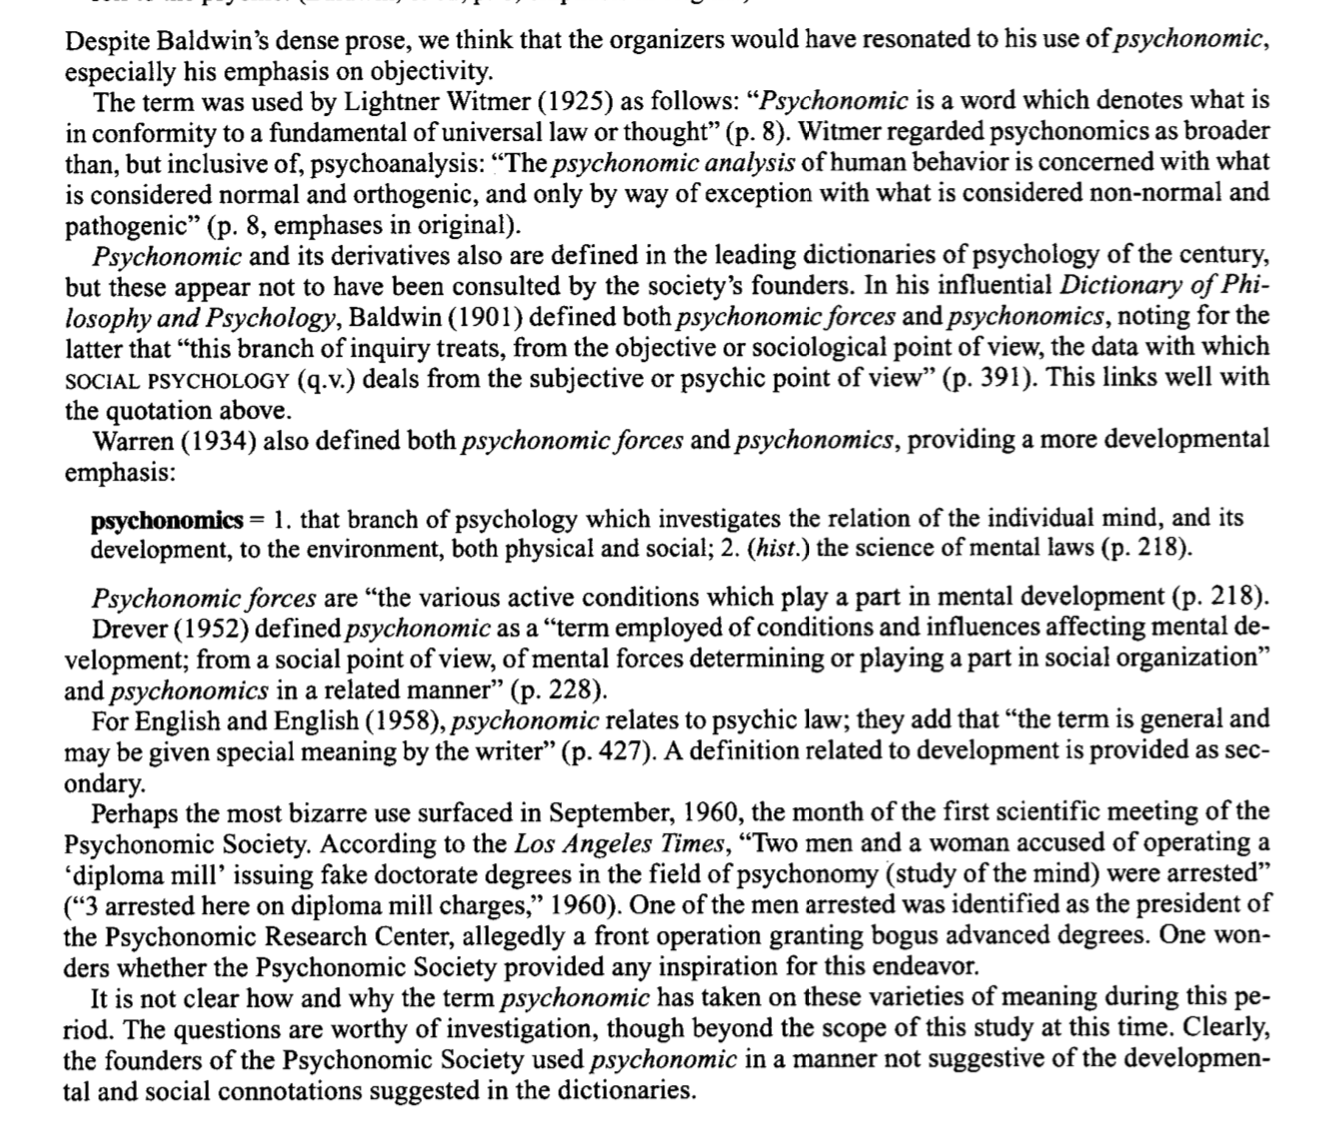 Despite Baldwin's dense prose, we think that the organizers would have resonated to his use of psychonomic,
especially his emphasis on objectivity.
The term was used by Lightner Witmer (1925) as follows: “Psychonomic is a word which denotes what is
in conformity to a fundamental of universal law or thought” (p. 8). Witmer regarded psychonomics as broader
than, but inclusive of, psychoanalysis: “The psychonomic analysis of human behavior is concerned with what
is considered normal and orthogenic, and only by way of exception with what is considered non-normal and
pathogenic” (p. 8, emphases in original).
Psychonomic and its derivatives also are defined in the leading dictionaries of psychology of the century,
but these appear not to have been consulted by the society's founders. In his influential Dictionary of Phi-
losophy and Psychology, Baldwin (1901) defined both psychonomic forces and psychonomics, noting for the
latter that “this branch of inquiry treats, from the objective or sociological point of view, the data with which
SOCIAL PSYCHOLOGY (q.v.) deals from the subjective or psychic point of view” (p. 391). This links well with
the quotation above.
Warren (1934) also defined both psychonomic forces and psychonomics, providing a more developmental
emphasis:
psychonomics = 1. that branch of psychology which investigates the relation of the individual mind, and its
development, to the environment, both physical and social; 2. (hist.) the science of mental laws (p. 218).
Psychonomic forces are “the various active conditions which play a part in mental development (p. 218).
Drever (1952) defined psychonomic as a “term employed of conditions and influences affecting mental de-
velopment; from a social point of view, of mental forces determining or playing a part in social organization”
and psychonomics in a related manner” (p. 228).
For English and English (1958), psychonomic relates to psychic law; they add that “the term is general and
may be given special meaning by the writer” (p. 427). A definition related to development is provided as sec-
ondary.
Perhaps the most bizarre use surfaced in September, 1960, the month of the first scientific meeting of the
Psychonomic Society. According to the Los Angeles Times, “Two men and a woman accused of operating a
‘diploma mill’ issuing fake doctorate degrees in the field of psychonomy (study of the mind) were arrested”
(“3 arrested here on diploma mill charges,” 1960). One of the men arrested was identified as the president of
the Psychonomic Research Center, allegedly a front operation granting bogus advanced degrees. One won-
ders whether the Psychonomic Society provided any inspiration for this endeavor.
It is not clear how and why the term psychonomic has taken on these varieties of meaning during this pe-
riod. The questions are worthy of investigation, though beyond the scope of this study at this time. Clearly,
the founders of the Psychonomic Society used psychonomic in a manner not suggestive of the developmen-
tal and social connotations suggested in the dictionaries.